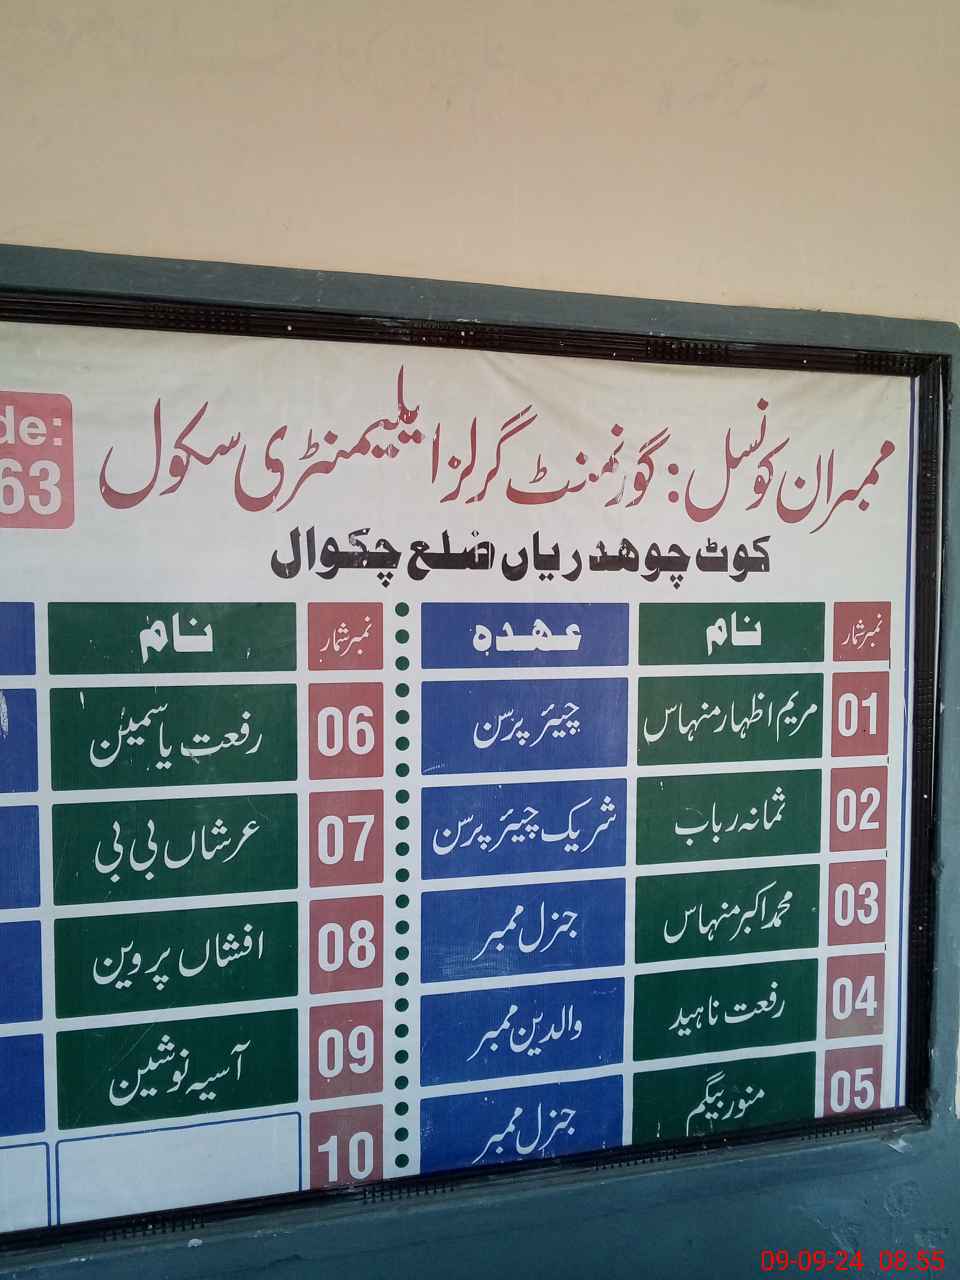 ممبران کونسل: گورنمنٹ گرلز ایلیمنٹری سکول
de:
63
کوٹ چوھدریاں ضلع چکوال
نمبر شمار نام عہدہ
01 مریم اظہار منہاس چیئر پرسن
02 ثمانہ رباب شریک چیئر پرسن
03 محمد اکبر منہاس جنرل ممبر
04 رفعت ناہید والدین ممبر
05 منور بیگم جنرل ممبر
نمبر شمار نام
06 رفعت یاسمین
07 عرشاں بی بی
08 افشاں پروین
09 آسیہ نوشین
10
09-09-24 08:55